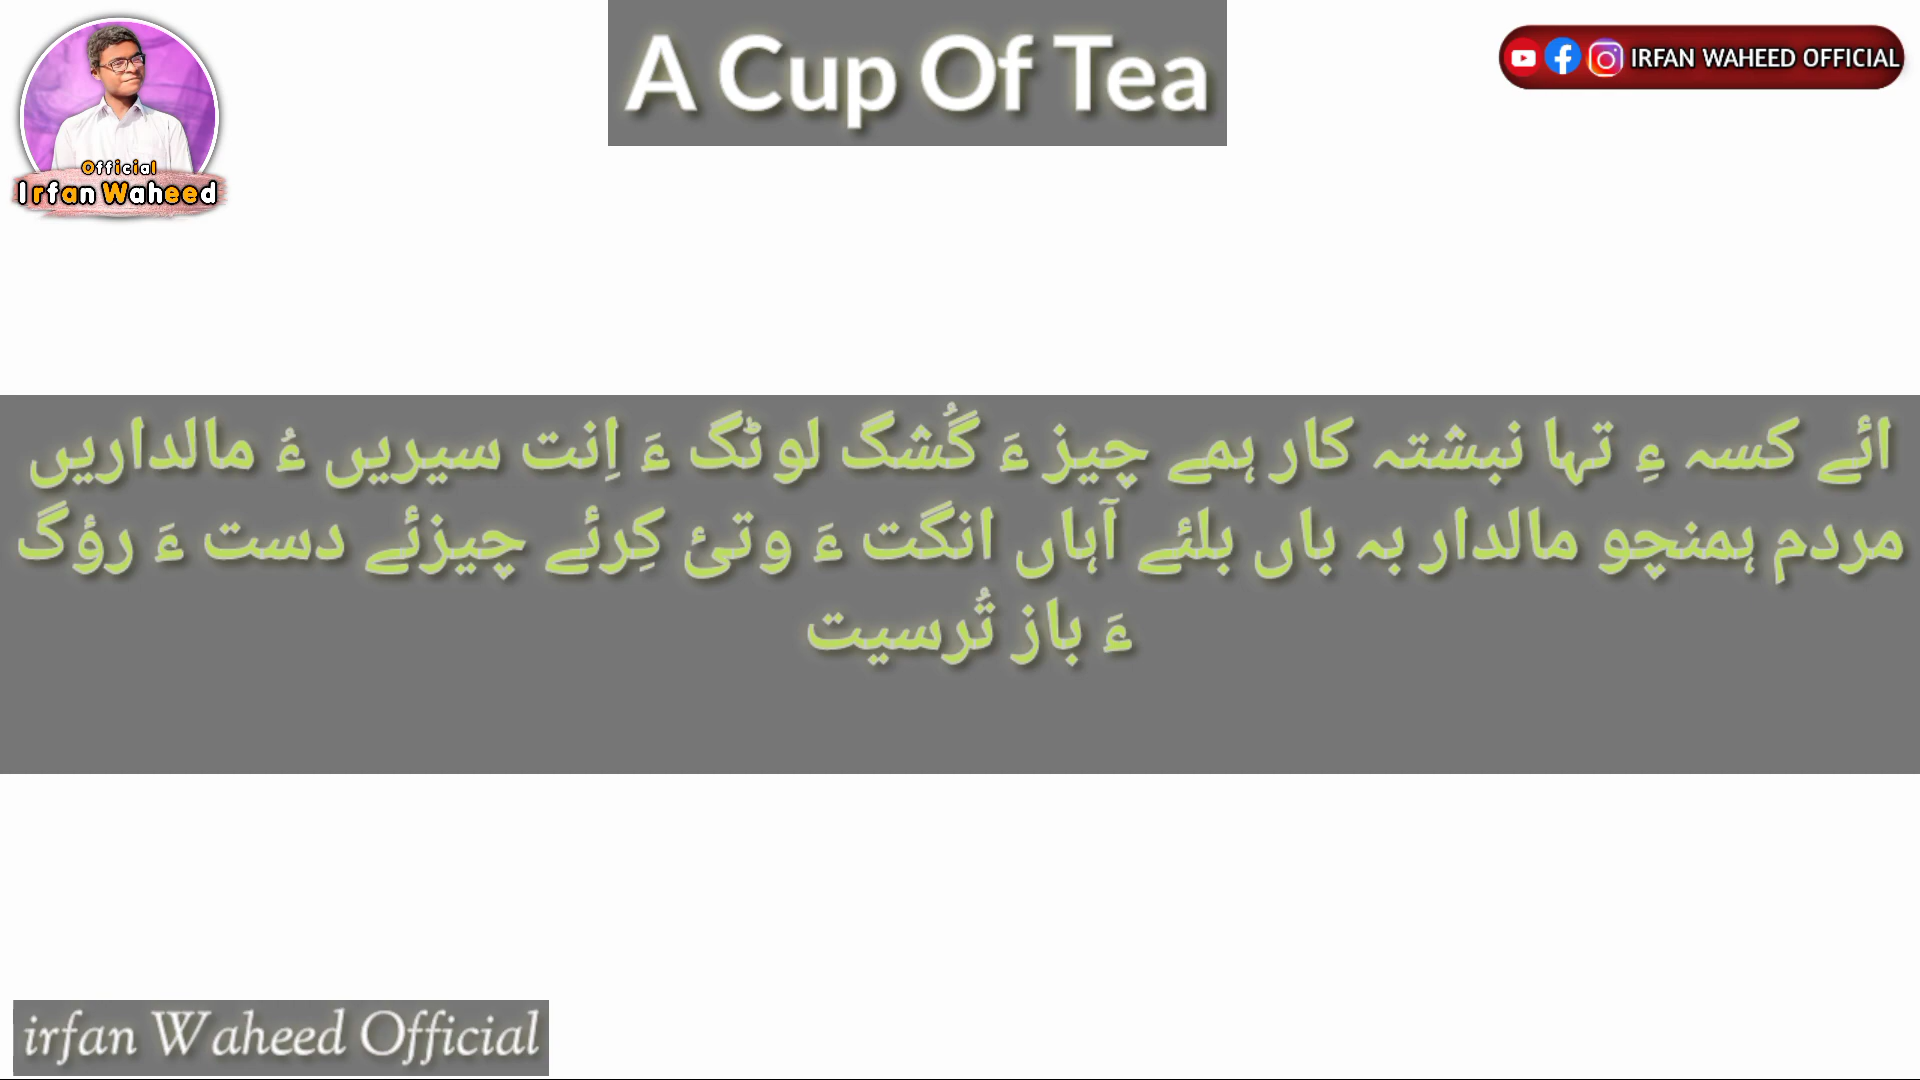 A Cup Of Tea
IRFAN WAHEED OFFICIAL
Official
Irfan Waheed
ائے کسہ ءِ تہا نبشتہ کار ہمے چیز ءَ گُشگ لوٹگ ءَ اِنت سیریں ءُ مالداریں
مردم ہمنچو مالدار بہ باں بلئے آہاں انگت ءَ وتئ کِرئے چیزئے دست ءَ رؤگ
ءَ باز تُرسیت
irfan Waheed Official